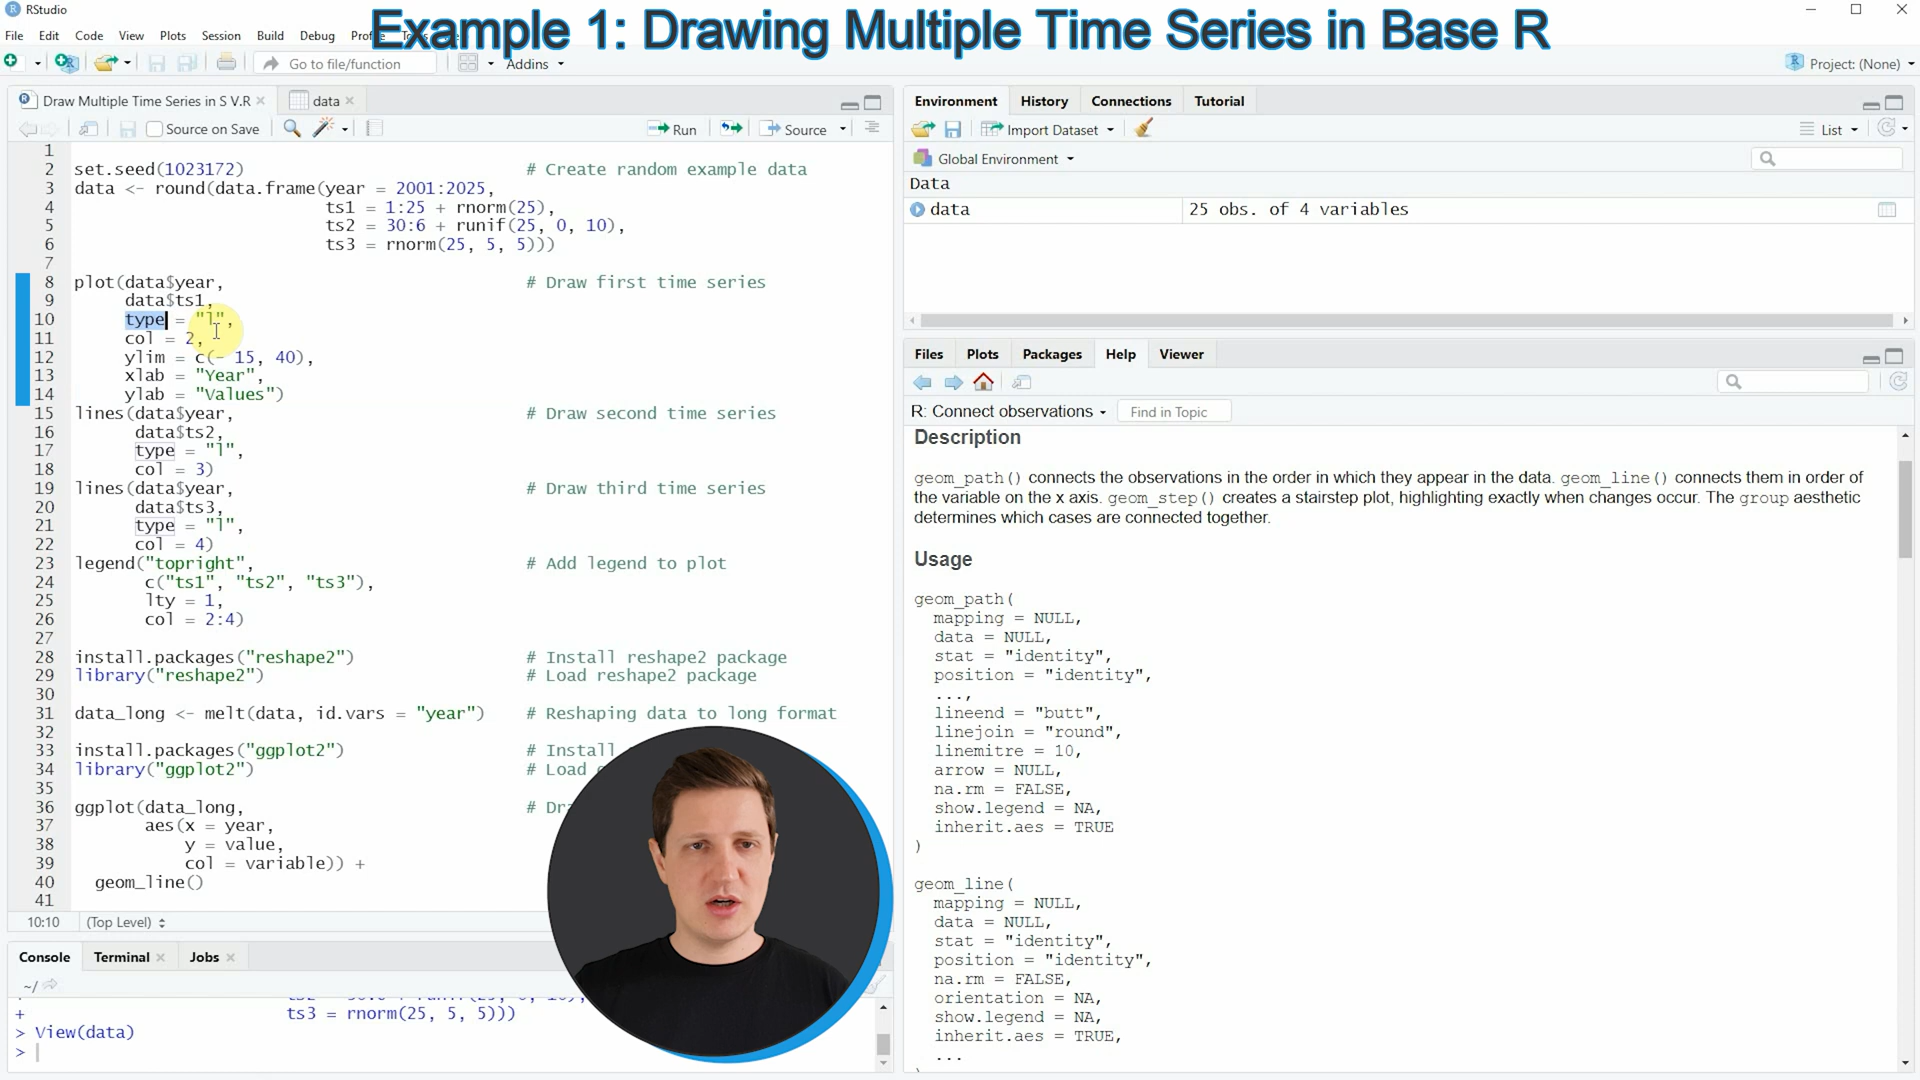 RStudio
Example 1: Drawing Multiple Time Series in Base R
File Edit Code View Plots Session Build Debug
Go to file/function Addins Project: (None)
Draw Multiple Time Series in S V.R data
Source on Save Run Source
1
2 set.seed(1023172) # Create random example data
3 data <- round(data.frame(year = 2001:2025,
4 ts1 = 1:25 + rnorm(25),
5 ts2 = 30:6 + runif(25, 0, 10),
6 ts3 = rnorm(25, 5, 5)))
7
8 plot(data$year, # Draw first time series
9 data$ts1,
10 type = "l",
11 col = 2,
12 ylim = c(- 15, 40),
13 xlab = "Year",
14 ylab = "Values")
15 lines(data$year, # Draw second time series
16 data$ts2,
17 type = "l",
18 col = 3)
19 lines(data$year, # Draw third time series
20 data$ts3,
21 type = "l",
22 col = 4)
23 legend("topright", # Add legend to plot
24 c("ts1", "ts2", "ts3"),
25 lty = 1,
26 col = 2:4)
27
28 install.packages("reshape2") # Install reshape2 package
29 library("reshape2") # Load reshape2 package
30
31 data_long <- melt(data, id.vars = "year") # Reshaping data to long format
32
33 install.packages("ggplot2") # Install
34 library("ggplot2") # Load
35
36 ggplot(data_long, #
37 aes(x = year,
38 y = value,
39 col = variable)) +
40 geom_line()
41
10:10 (Top Level)
Console Terminal Jobs
~/
+ ts3 = rnorm(25, 5, 5)))
> View(data)
>
Environment History Connections Tutorial
Import Dataset List
Global Environment
Data
data 25 obs. of 4 variables
Files Plots Packages Help Viewer
R: Connect observations Find in Topic
Description
geom_path() connects the observations in the order in which they appear in the data. geom_line() connects them in order of
the variable on the x axis. geom_step() creates a stairstep plot, highlighting exactly when changes occur. The group aesthetic
determines which cases are connected together.
Usage
geom_path(
mapping = NULL,
data = NULL,
stat = "identity",
position = "identity",
...,
lineend = "butt",
linejoin = "round",
linemitre = 10,
arrow = NULL,
na.rm = FALSE,
show.legend = NA,
inherit.aes = TRUE
)
geom_line(
mapping = NULL,
data = NULL,
stat = "identity",
position = "identity",
na.rm = FALSE,
orientation = NA,
show.legend = NA,
inherit.aes = TRUE,
...